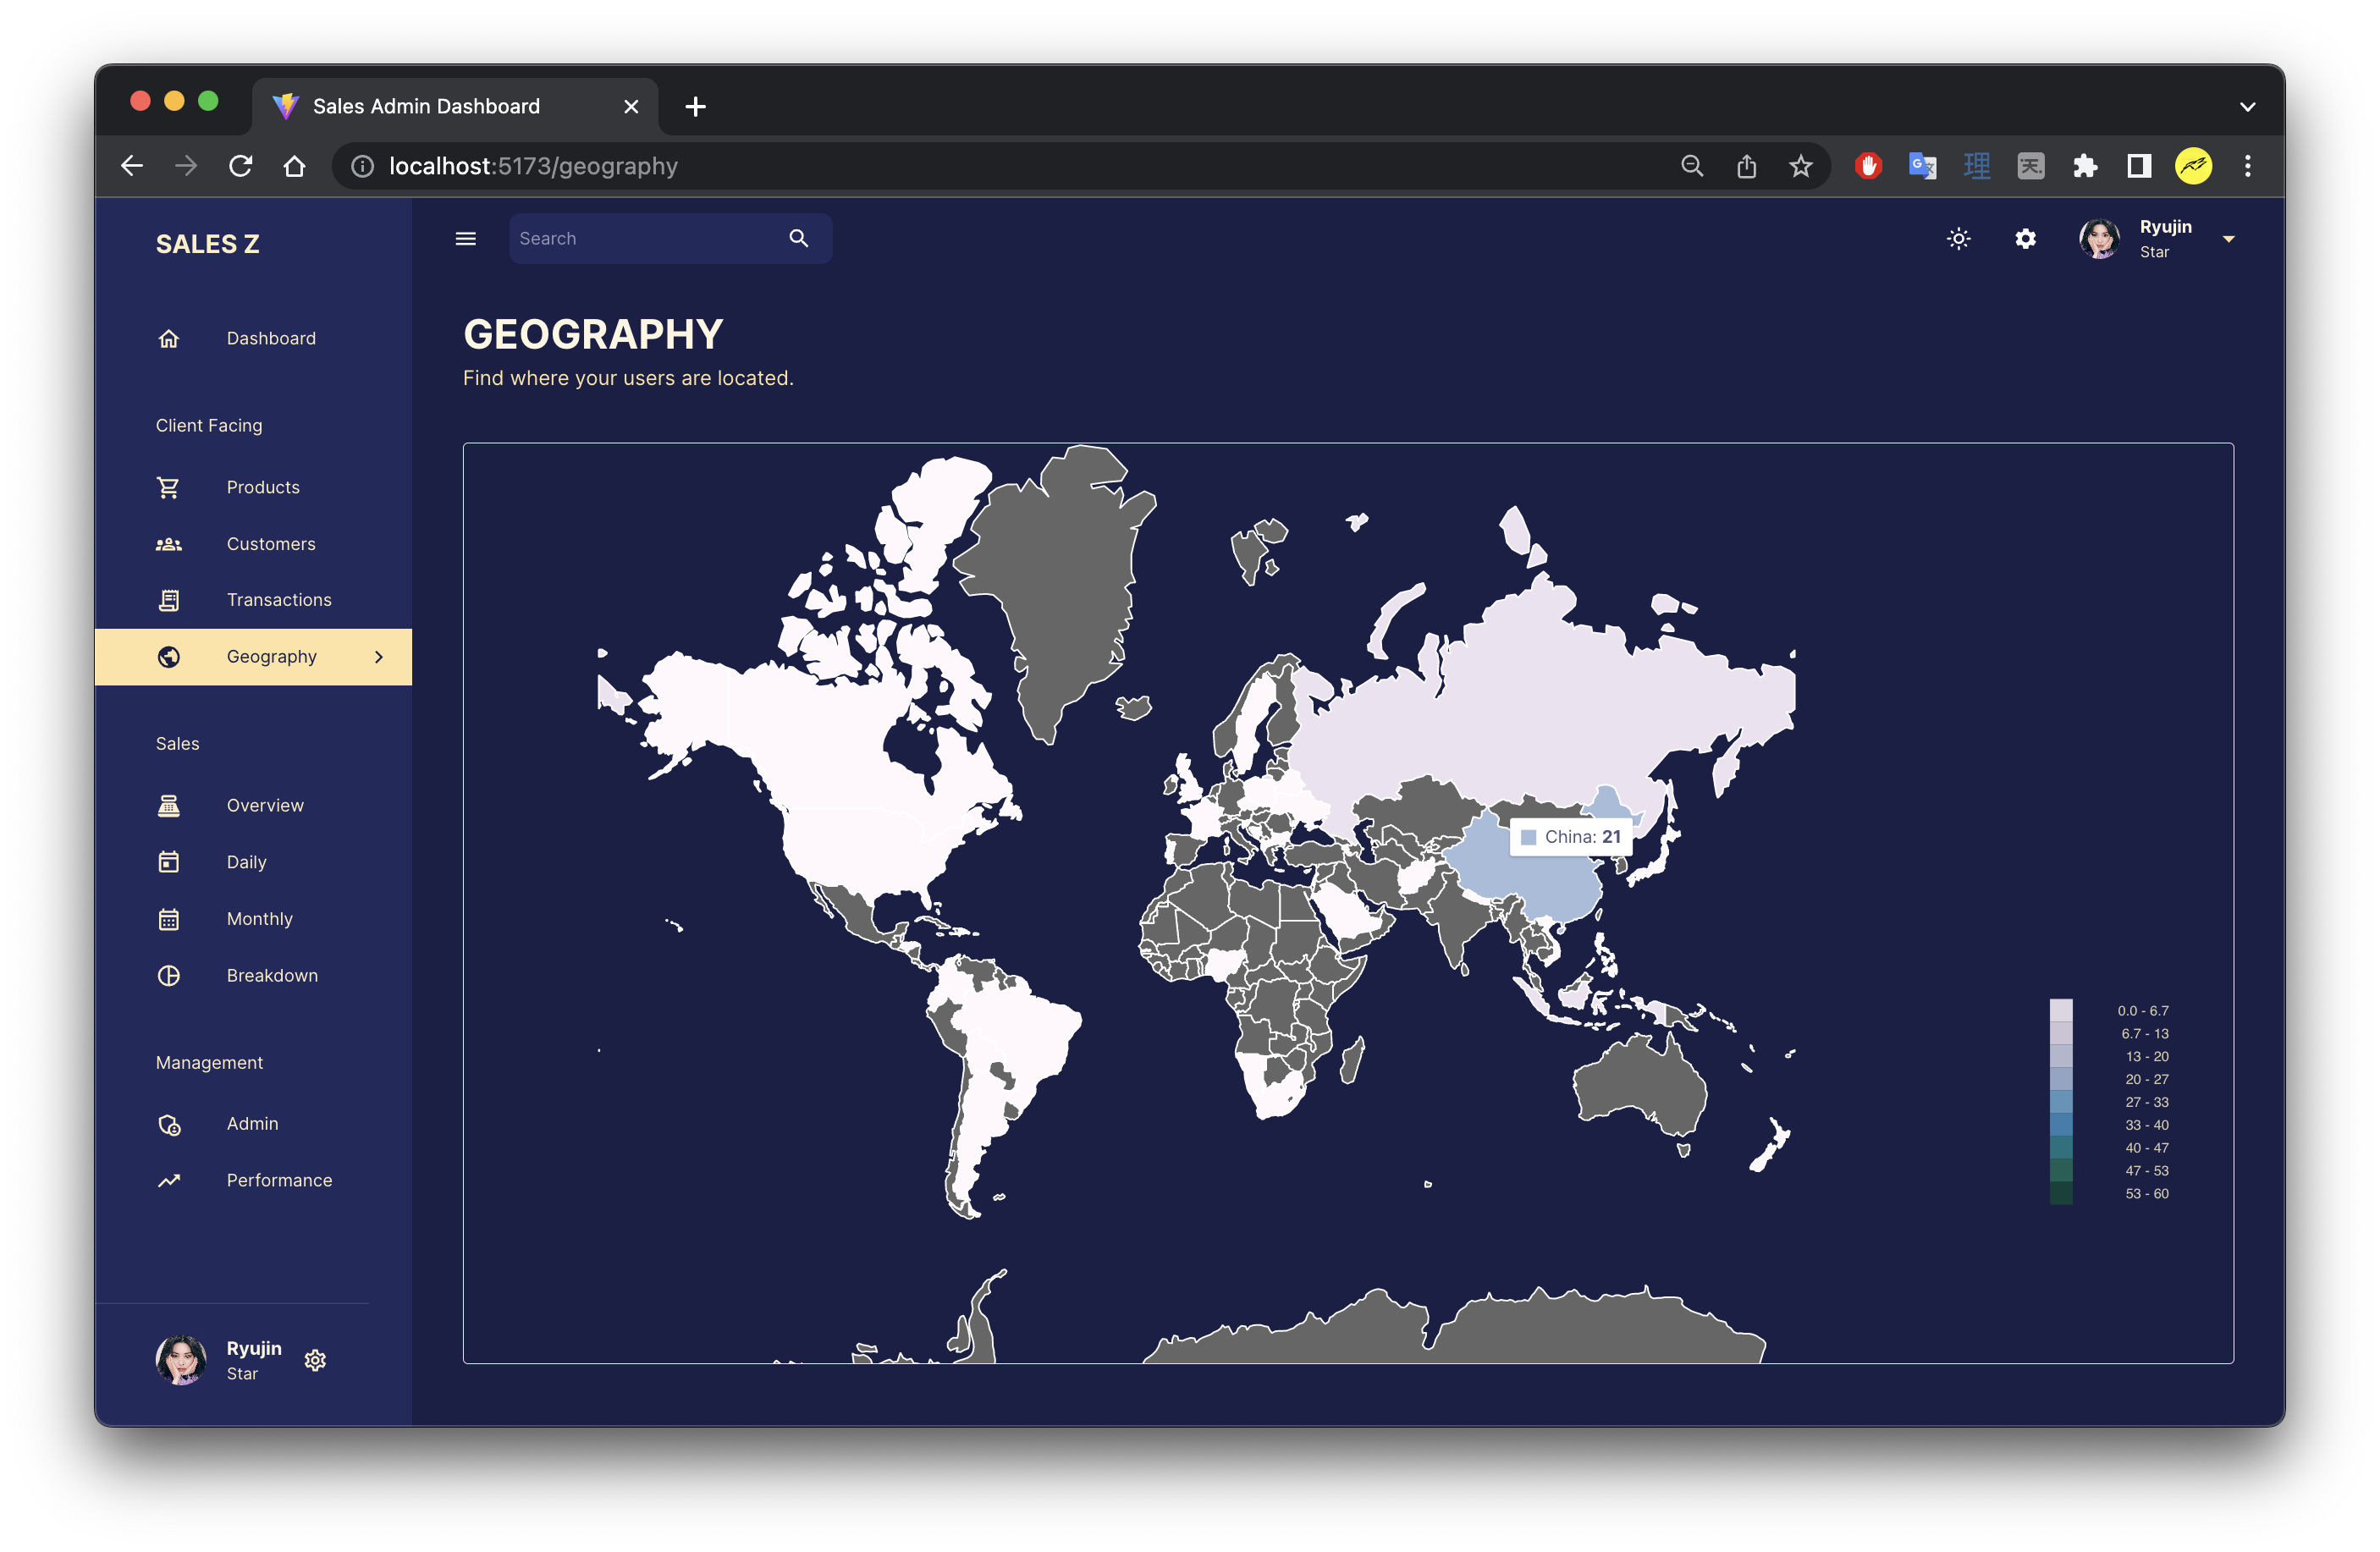 Sales Admin Dashboard
localhost:5173/geography
理
天
SALES Z
Search
Ryujin
Star
Dashboard
Client Facing
Products
Customers
Transactions
Geography
Sales
Overview
Daily
Monthly
Breakdown
Management
Admin
Performance
Ryujin
Star
GEOGRAPHY
Find where your users are located.
China: 21
0.0 - 6.7
6.7 - 13
13 - 20
20 - 27
27 - 33
33 - 40
40 - 47
47 - 53
53 - 60